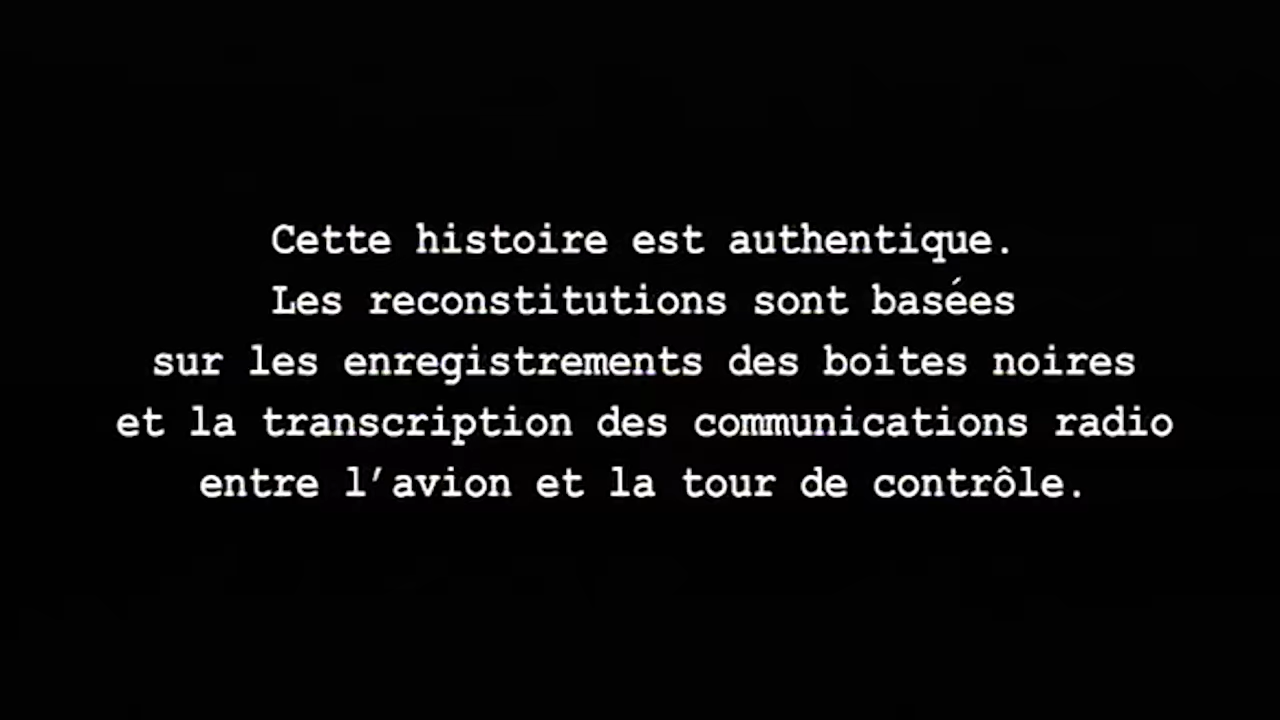 Cette histoire est authentique.
Les reconstitutions sont basées
sur les enregistrements des boites noires
et la transcription des communications radio
entre l’avion et la tour de contrôle.